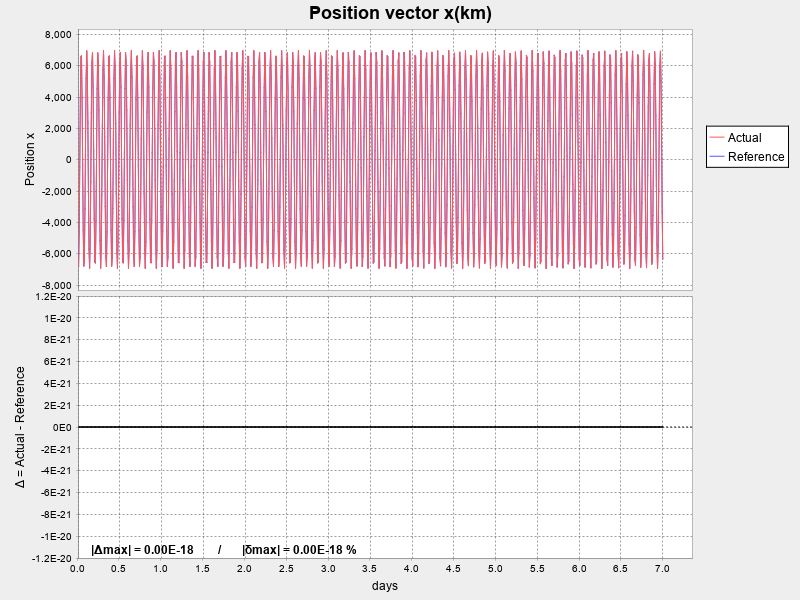 Position vector x(km)
8,000
6,000
4,000
2,000
0
-2,000
-4,000
-6,000
-8,000
Position x
Actual
Reference
1.2E-20
1E-20
8E-21
6E-21
4E-21
2E-21
0E0
-2E-21
-4E-21
-6E-21
-8E-21
-1E-20
-1.2E-20
Δ = Actual - Reference
|Δmax| = 0.00E-18 / |δmax| = 0.00E-18 %
0.0 0.5 1.0 1.5 2.0 2.5 3.0 3.5 4.0 4.5 5.0 5.5 6.0 6.5 7.0
days